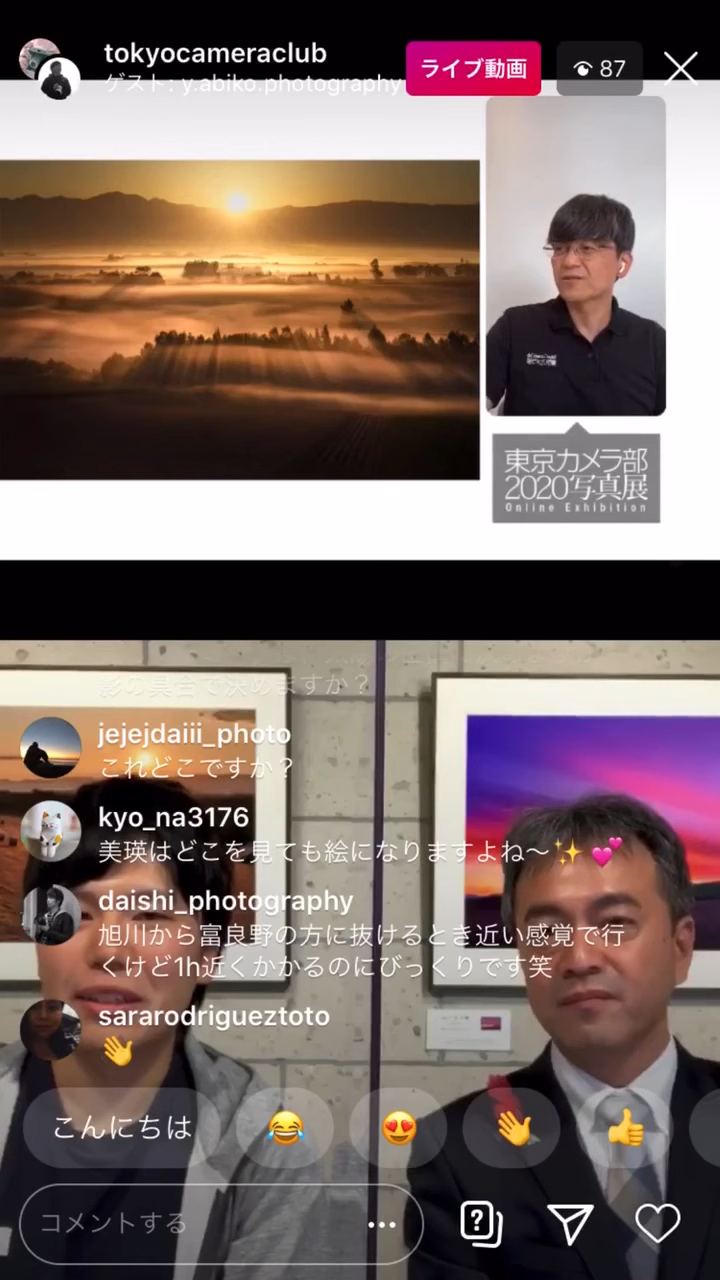 tokyocameraclub
ゲスト: y.abiko.photography
ライブ動画
87
東京カメラ部
2020写真展
Online Exhibition
影の具合で決めますか？
jejejdaiii_photo
これどこですか？
kyo_na3176
美瑛はどこを見ても絵になりますよね〜✨💕
daishi_photography
旭川から富良野の方に抜けるとき近い感覚で行
くけど1h近くかかるのにびっくりです笑
sararodrigueztoto
👋
こんにちは 😂 😍 👋 👍
コメントする